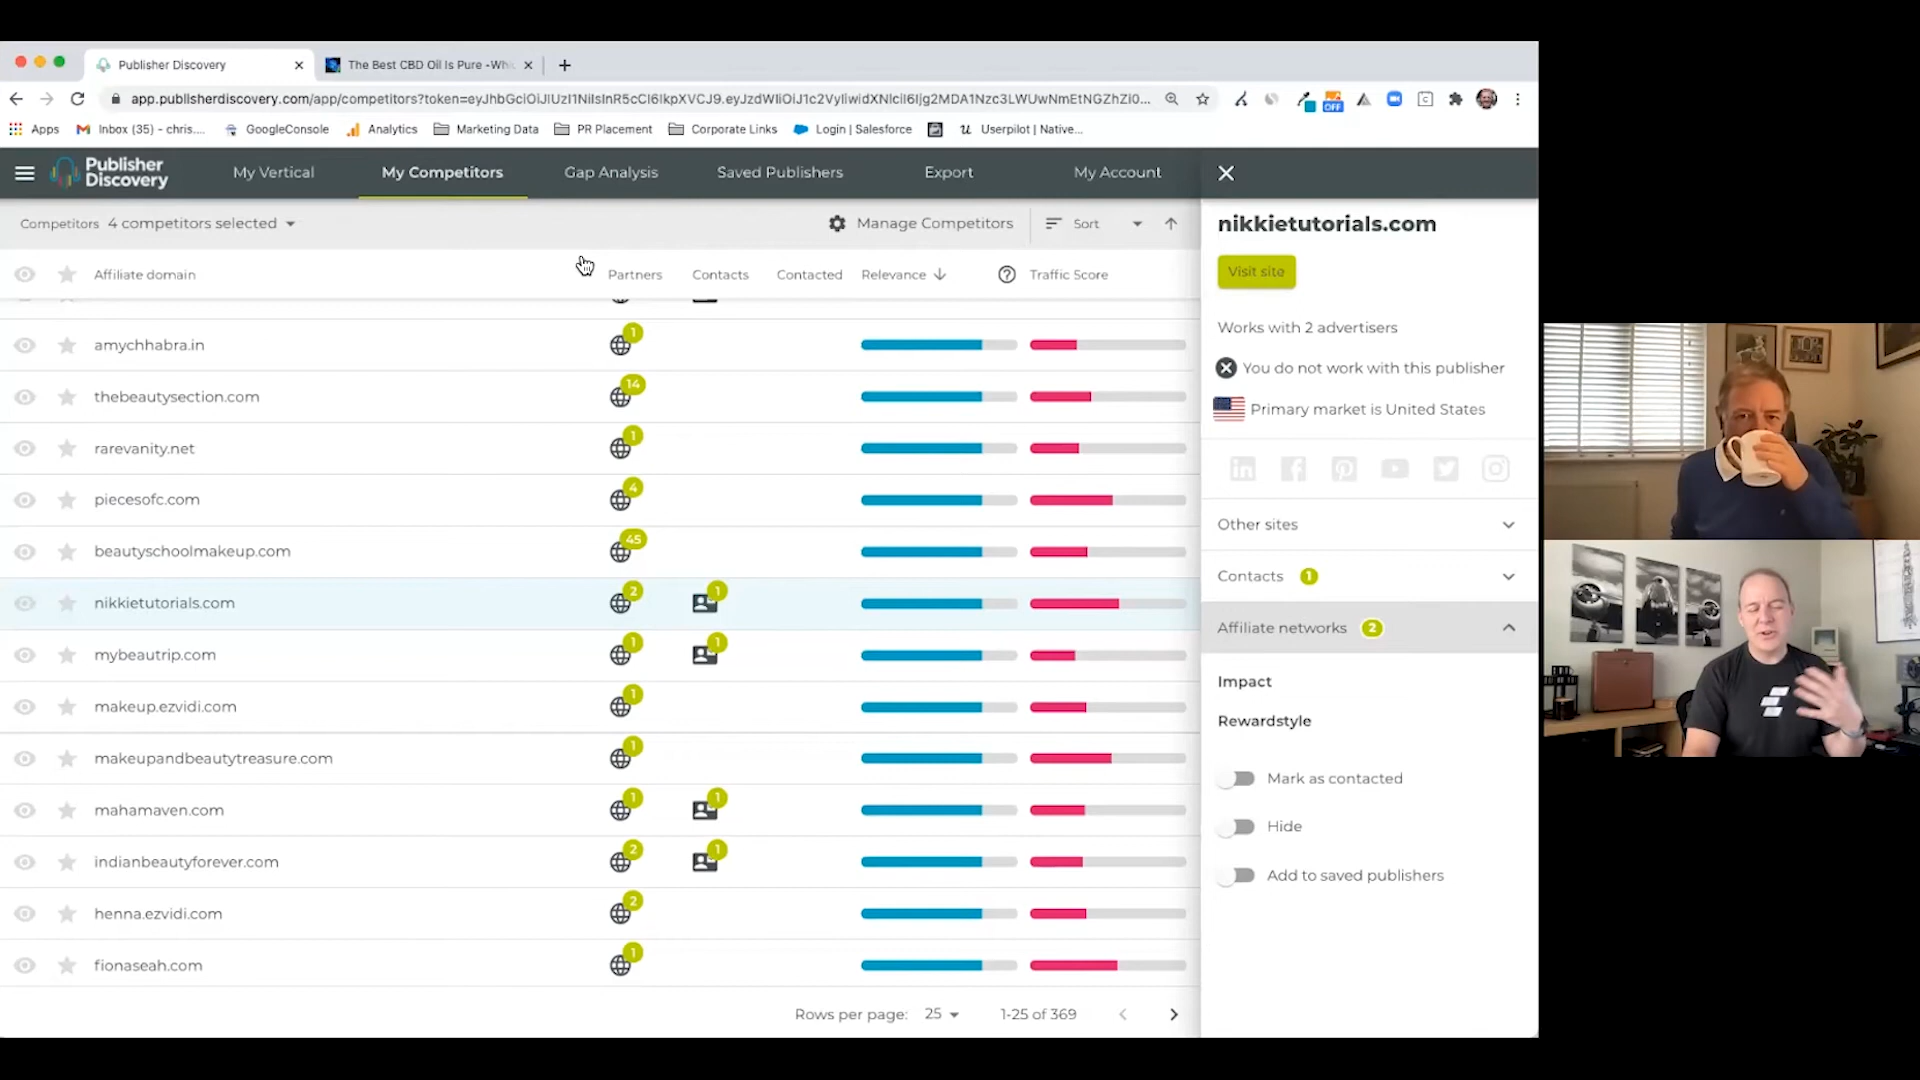 Publisher Discovery
The Best CBD Oil Is Pure -Wh
app.publisherdiscovery.com/app/competitors?token=eyJhbGciOiJIUzI1NiIsInR5cCI6IkpXVCJ9.eyJzdWIiOiJ1c2VyIiwidXNlcil6Ijg2MDA1Nzc3LWUwNmEtNGZhZi0...
Apps
Inbox (35) - chris....
GoogleConsole
Analytics
Marketing Data
PR Placement
Corporate Links
Login | Salesforce
Userpilot | Native...
OFF
Publisher Discovery
My Vertical
My Competitors
Gap Analysis
Saved Publishers
Export
My Account
Competitors 4 competitors selected
Manage Competitors
Sort
Affiliate domain
Partners
Contacts
Contacted
Relevance
Traffic Score
amychhabra.in 1
thebeautysection.com 14
rarevanity.net 1
piecesofc.com 4
beautyschoolmakeup.com 45
nikkietutorials.com 2 1
mybeautrip.com 1 1
makeup.ezvidi.com 1
makeupandbeautytreasure.com 1
mahamaven.com 1 1
indianbeautyforever.com 2 1
henna.ezvidi.com 2
fionaseah.com 1
Rows per page: 25 1-25 of 369
nikkietutorials.com
Visit site
Works with 2 advertisers
You do not work with this publisher
Primary market is United States
Other sites
Contacts 1
Affiliate networks 2
Impact
Rewardstyle
Mark as contacted
Hide
Add to saved publishers